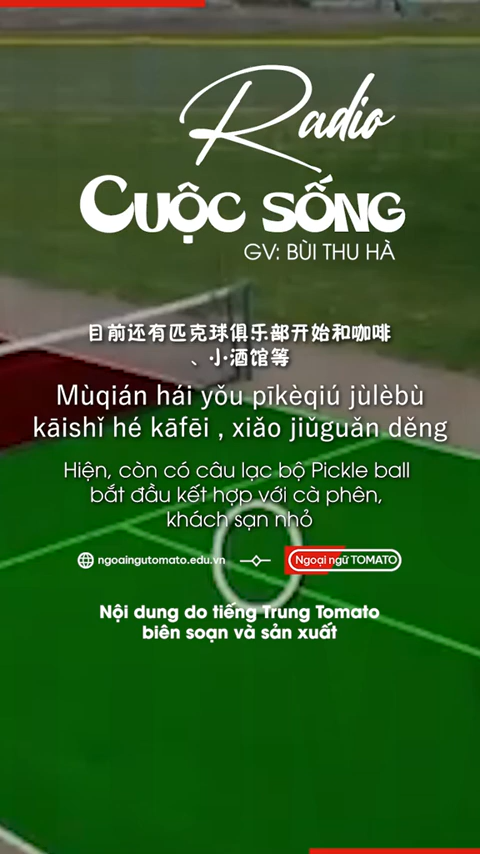 Radio
CUỘC SỐNG
GV: BÙI THU HÀ
目前还有匹克球俱乐部开始和咖啡
、小酒馆等
Mùqián hái yǒu pīkèqiú jùlèbù
kāishǐ hé kāfēi , xiǎo jiǔguǎn děng
Hiện, còn có câu lạc bộ Pickle ball
bắt đầu kết hợp với cà phên,
khách sạn nhỏ
ngoaingutomato.edu.vn
Ngoại ngữ TOMATO
Nội dung do tiếng Trung Tomato
biên soạn và sản xuất